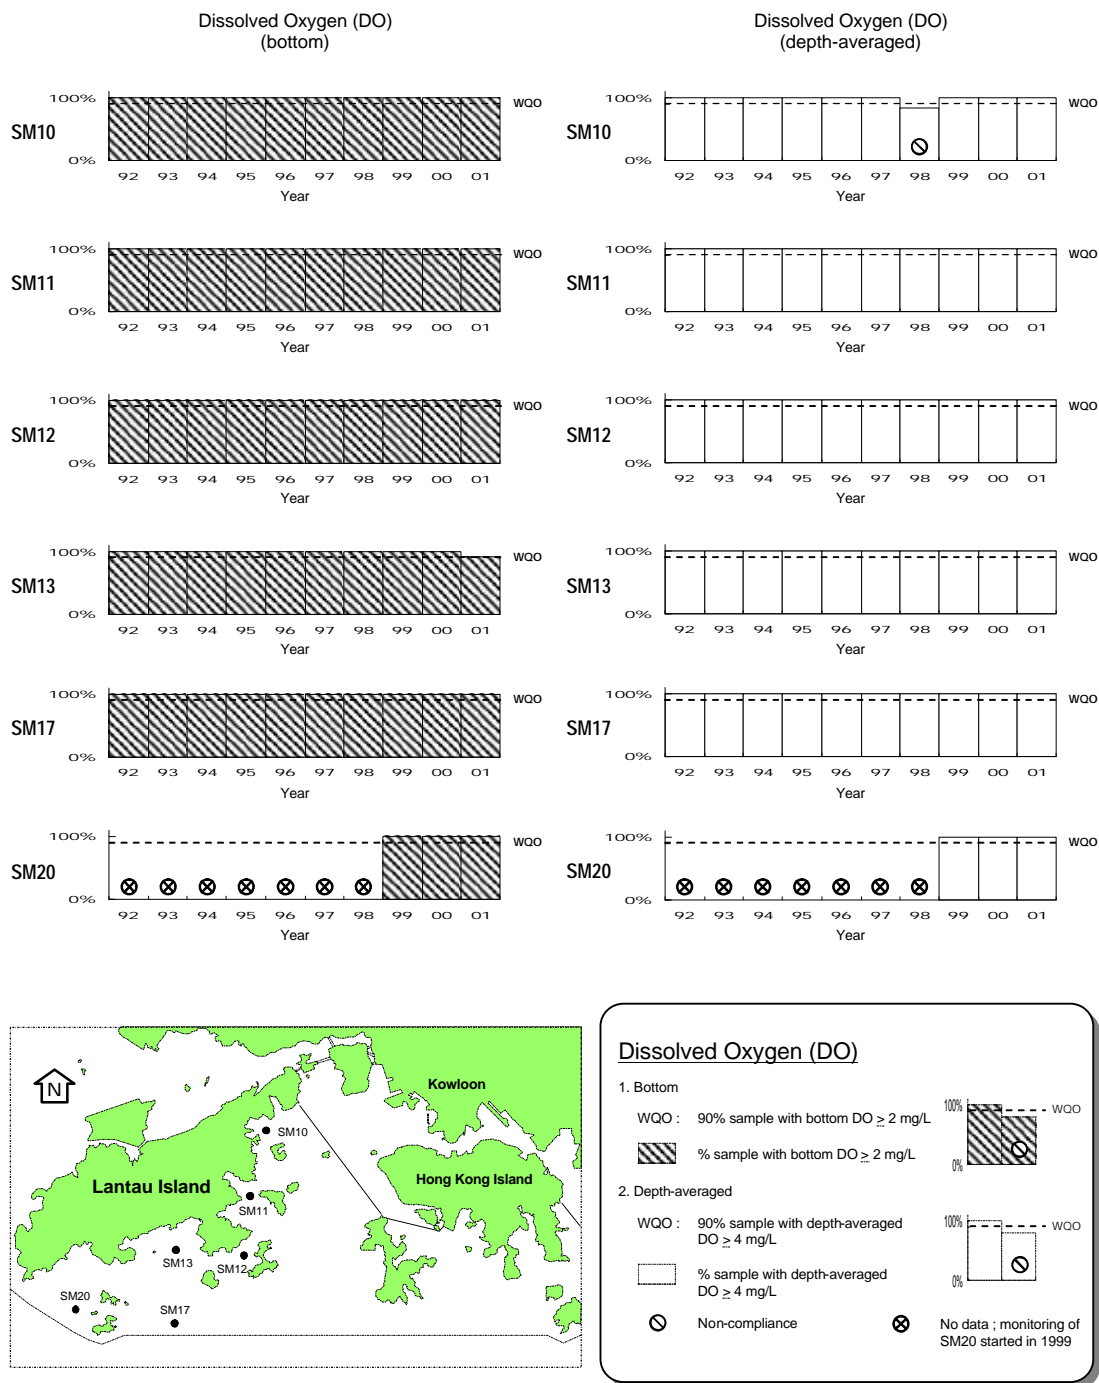 Dissolved Oxygen (DO)
(bottom)
Dissolved Oxygen (DO)
(depth-averaged)
SM10
100%
0%
WQO
92 93 94 95 96 97 98 99 00 01
Year
SM10
100%
0%
WQO
92 93 94 95 96 97 98 99 00 01
Year
SM11
100%
0%
WQO
92 93 94 95 96 97 98 99 00 01
Year
SM11
100%
0%
WQO
92 93 94 95 96 97 98 99 00 01
Year
SM12
100%
0%
WQO
92 93 94 95 96 97 98 99 00 01
Year
SM12
100%
0%
WQO
92 93 94 95 96 97 98 99 00 01
Year
SM13
100%
0%
WQO
92 93 94 95 96 97 98 99 00 01
Year
SM13
100%
0%
WQO
92 93 94 95 96 97 98 99 00 01
Year
SM17
100%
0%
WQO
92 93 94 95 96 97 98 99 00 01
Year
SM17
100%
0%
WQO
92 93 94 95 96 97 98 99 00 01
Year
SM20
100%
0%
WQO
92 93 94 95 96 97 98 99 00 01
Year
SM20
100%
0%
WQO
92 93 94 95 96 97 98 99 00 01
Year
N
Kowloon
SM10
Lantau Island
Hong Kong Island
SM11
SM13
SM12
SM20
SM17
Dissolved Oxygen (DO)
1. Bottom
WQO : 90% sample with bottom DO ≥ 2 mg/L
% sample with bottom DO ≥ 2 mg/L
100%
0%
WQO
2. Depth-averaged
WQO : 90% sample with depth-averaged
DO ≥ 4 mg/L
% sample with depth-averaged
DO ≥ 4 mg/L
100%
0%
WQO
Non-compliance
No data ; monitoring of
SM20 started in 1999